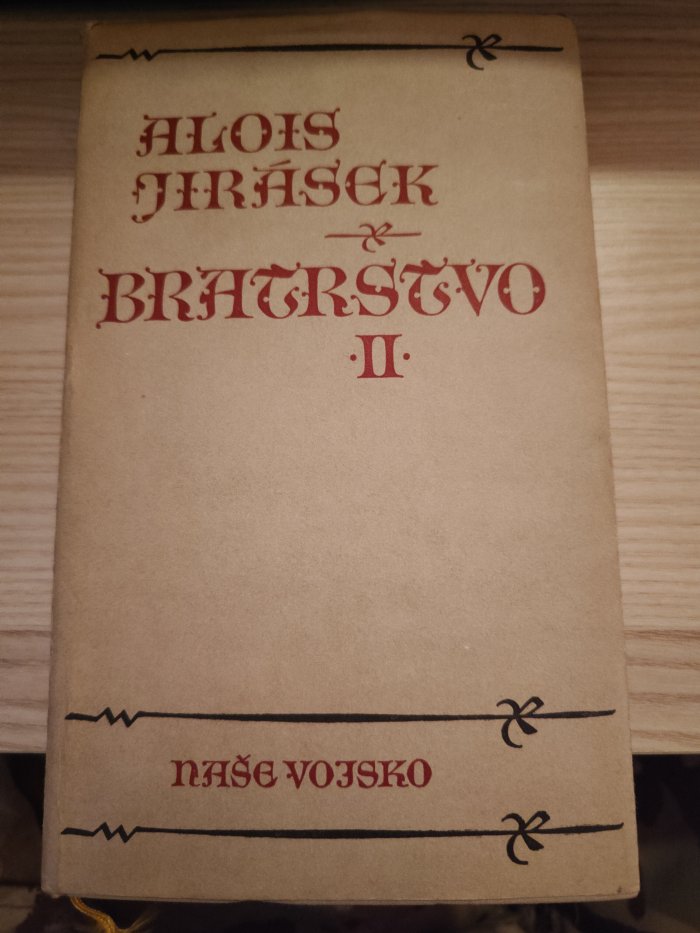 ALOIS
JIRÁSEK
BRATRSTVO
·II·
NAŠE VOJSKO